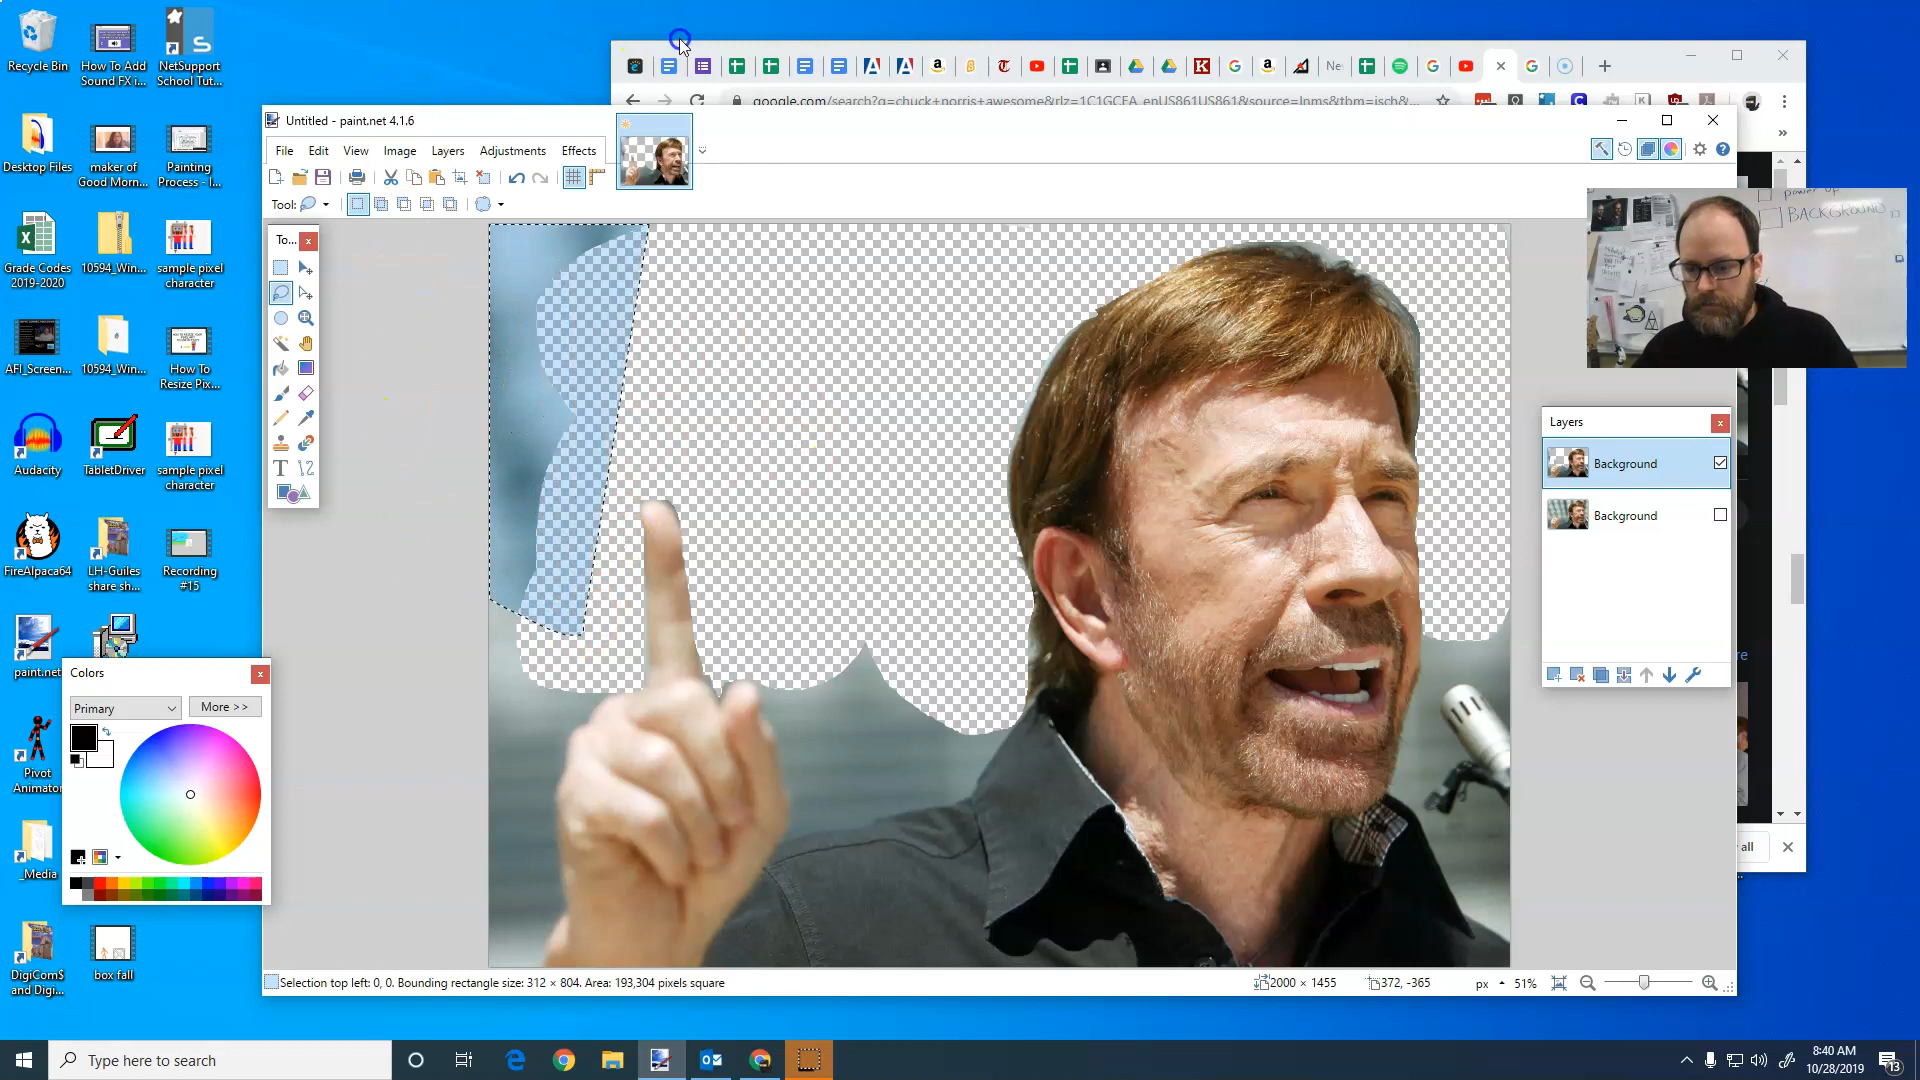 Recycle Bin
How To Add
Sound FX i...
NetSupport
School Tut...
Desktop Files
maker of
Good Morn...
Painting
Process - I...
Grade Codes
2019-2020
10594_Win...
sample pixel
character
AFI_Screen...
10594_Win...
How To
Resize Pix...
Audacity
TabletDriver
sample pixel
character
FireAlpaca64
LH-Guiles
share sh...
Recording
#15
paint.net
Pivot
Animator
_Media
DigiCom$
and Digi...
box fall
google.com/search?q=chuck+norris+awesome&rlz=1C1GCEA_enUS861US861&source=lnms&tbm=isch&...
Ne
Untitled - paint.net 4.1.6
File Edit View Image Layers Adjustments Effects
Tool:
To...
power up
BACKGROUND
Layers
Background
Background
Colors
Primary
More >>
all
Selection top left: 0, 0. Bounding rectangle size: 312 × 804. Area: 193,304 pixels square
2000 × 1455
372, -365
px
51%
Type here to search
8:40 AM
10/28/2019
13